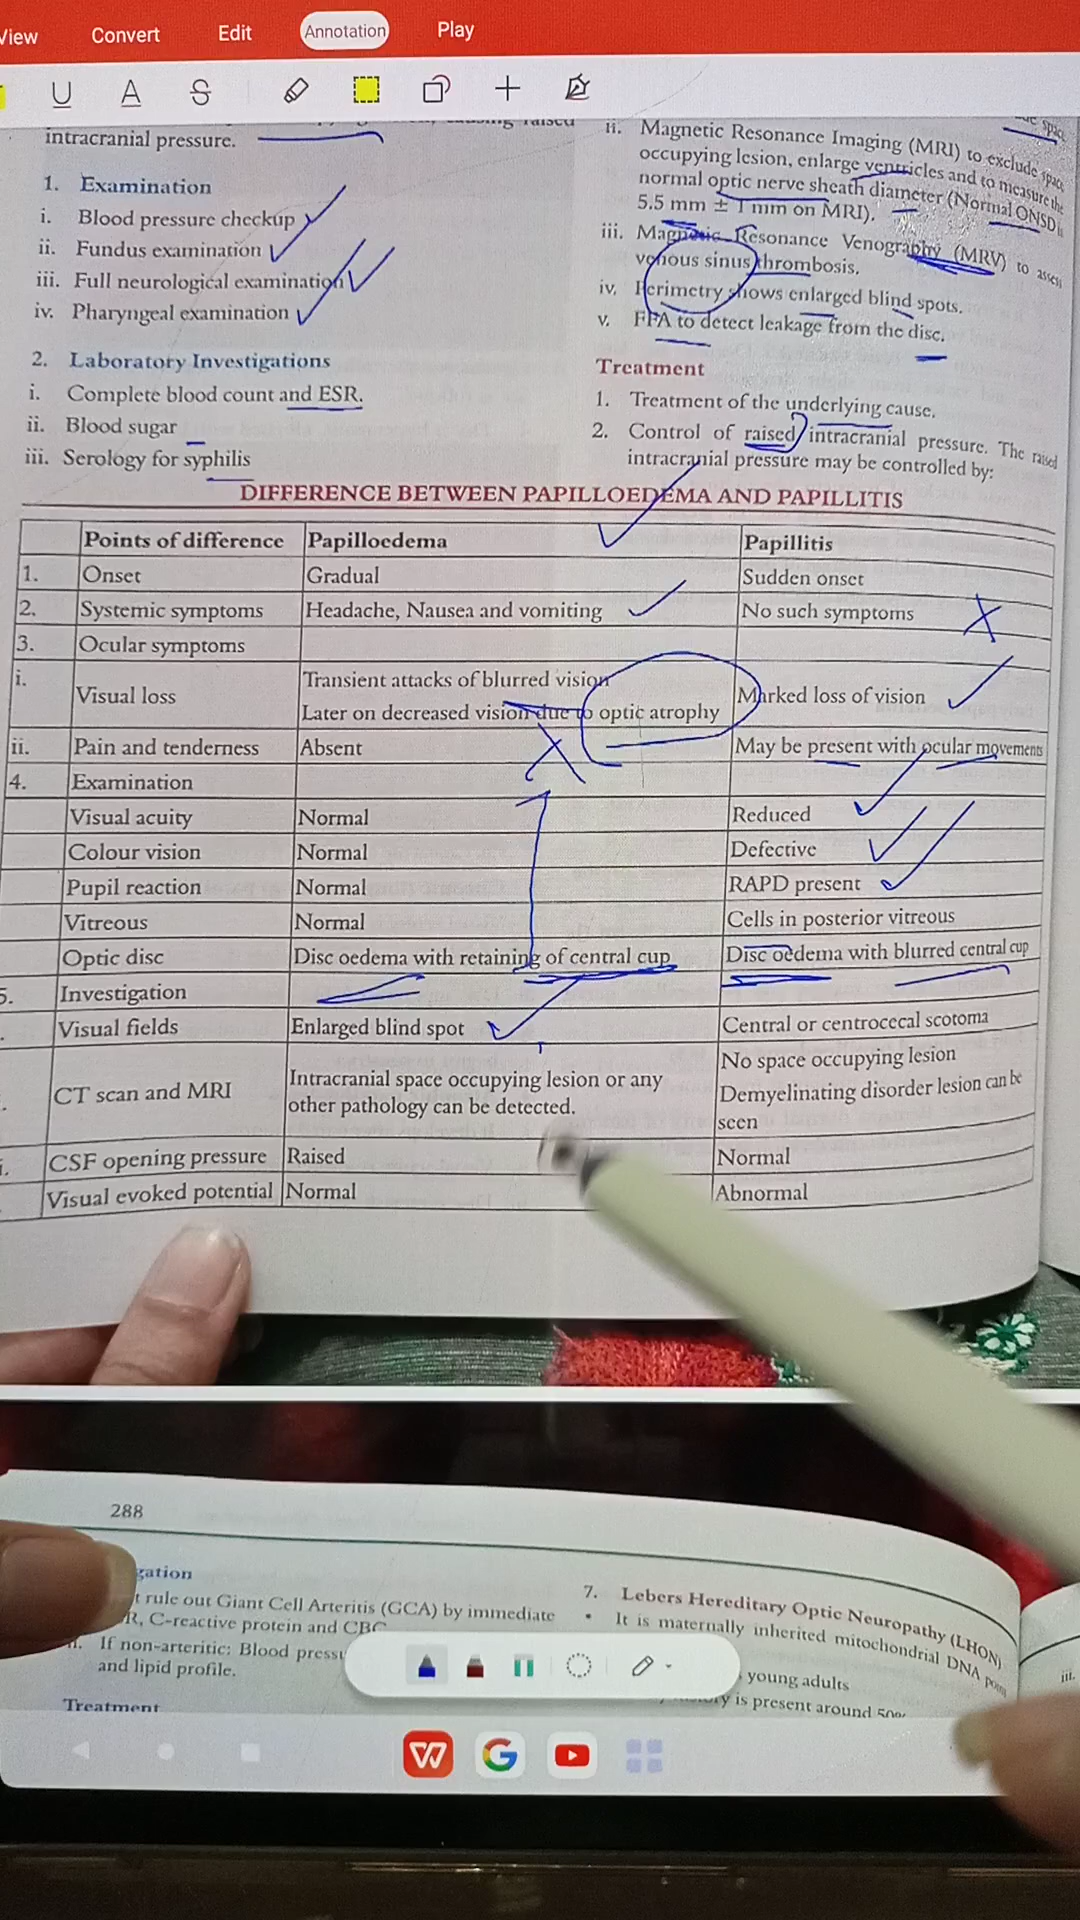 View Convert Edit Annotation Play
U A S
intracranial pressure.
1. Examination
i. Blood pressure checkup
ii. Fundus examination
iii. Full neurological examination
iv. Pharyngeal examination
2. Laboratory Investigations
i. Complete blood count and ESR.
ii. Blood sugar
iii. Serology for syphilis
ii. Magnetic Resonance Imaging (MRI) to exclude space
occupying lesion, enlarge ventricles and to measure the
normal optic nerve sheath diameter (Normal ONSD is
5.5 mm ± 1 mm on MRI).
iii. Magnetic Resonance Venography (MRV) to assess
venous sinus thrombosis.
iv. Perimetry shows enlarged blind spots.
v. FFA to detect leakage from the disc.
Treatment
1. Treatment of the underlying cause.
2. Control of raised intracranial pressure. The raised
intracranial pressure may be controlled by:
DIFFERENCE BETWEEN PAPILLOEDEMA AND PAPILLITIS
Points of difference Papilloedema Papillitis
1. Onset Gradual Sudden onset
2. Systemic symptoms Headache, Nausea and vomiting No such symptoms
3. Ocular symptoms
i. Visual loss Transient attacks of blurred vision
Later on decreased vision due to optic atrophy Marked loss of vision
ii. Pain and tenderness Absent May be present with ocular movements
4. Examination
Visual acuity Normal Reduced
Colour vision Normal Defective
Pupil reaction Normal RAPD present
Vitreous Normal Cells in posterior vitreous
Optic disc Disc oedema with retaining of central cup Disc oedema with blurred central cup
5. Investigation
Visual fields Enlarged blind spot Central or centrocecal scotoma
CT scan and MRI Intracranial space occupying lesion or any
other pathology can be detected. No space occupying lesion
Demyelinating disorder lesion can be
seen
CSF opening pressure Raised Normal
Visual evoked potential Normal Abnormal
288
gation
rule out Giant Cell Arteritis (GCA) by immediate
R, C-reactive protein and CBC
If non-arteritic: Blood
and lipid profile.
Treatment
7. Lebers Hereditary Optic Neuropathy (LHON)
• It is maternally inherited mitochondrial DNA
young adults
is present around
iii.